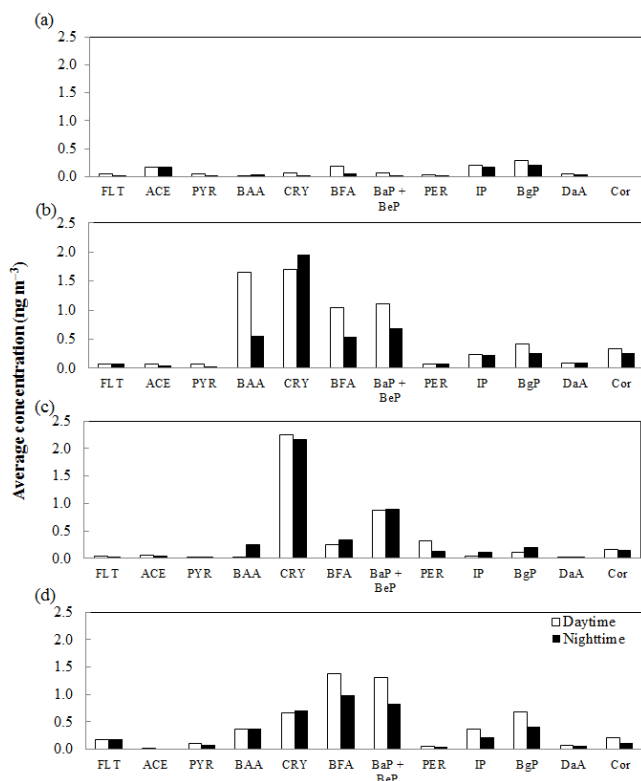 (a)
2.5
2.0
1.5
1.0
0.5
0.0
FLT ACE PYR BAA CRY BFA BaP + BeP PER IP BgP DaA Cor
(b)
2.5
2.0
1.5
1.0
0.5
0.0
FLT ACE PYR BAA CRY BFA BaP + BeP PER IP BgP DaA Cor
Average concentration (ng m⁻³)
(c)
2.5
2.0
1.5
1.0
0.5
0.0
FLT ACE PYR BAA CRY BFA BaP + BeP PER IP BgP DaA Cor
(d)
2.5
2.0
1.5
1.0
0.5
0.0
Daytime
Nighttime
FLT ACE PYR BAA CRY BFA BaP + BeP PER IP BgP DaA Cor